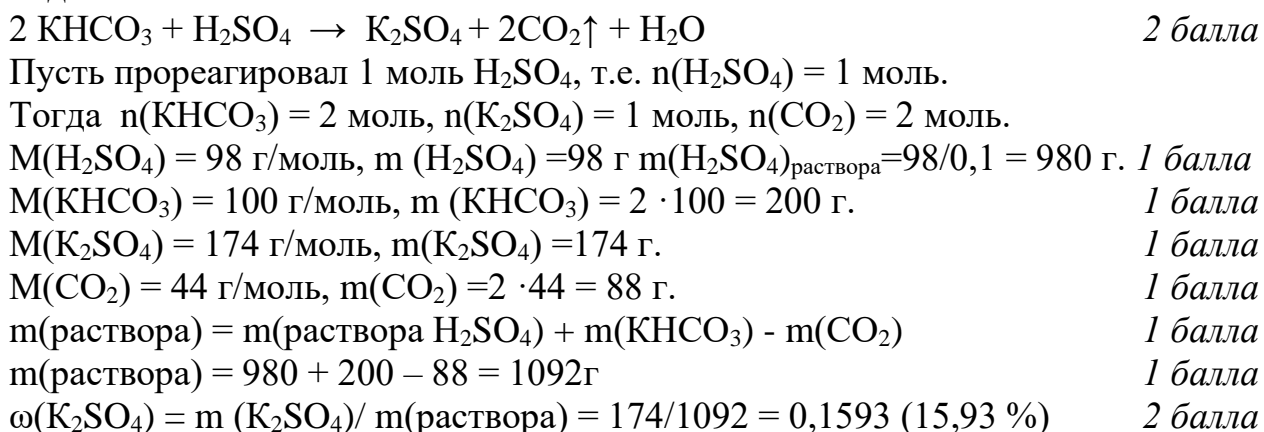 2 KHCO₃ + H₂SO₄ → K₂SO₄ + 2CO₂↑ + H₂O 2 балла
Пусть прореагировал 1 моль H₂SO₄, т.е. n(H₂SO₄) = 1 моль.
Тогда n(KHCO₃) = 2 моль, n(K₂SO₄) = 1 моль, n(CO₂) = 2 моль.
M(H₂SO₄) = 98 г/моль, m (H₂SO₄) =98 г m(H₂SO₄)раствора=98/0,1 = 980 г. 1 балла
M(KHCO₃) = 100 г/моль, m (KHCO₃) = 2 ·100 = 200 г. 1 балла
M(K₂SO₄) = 174 г/моль, m(K₂SO₄) =174 г. 1 балла
M(CO₂) = 44 г/моль, m(CO₂) =2 ·44 = 88 г. 1 балла
m(раствора) = m(раствора H₂SO₄) + m(KHCO₃) - m(CO₂) 1 балла
m(раствора) = 980 + 200 – 88 = 1092г 1 балла
ω(K₂SO₄) = m (K₂SO₄)/ m(раствора) = 174/1092 = 0,1593 (15,93 %) 2 балла